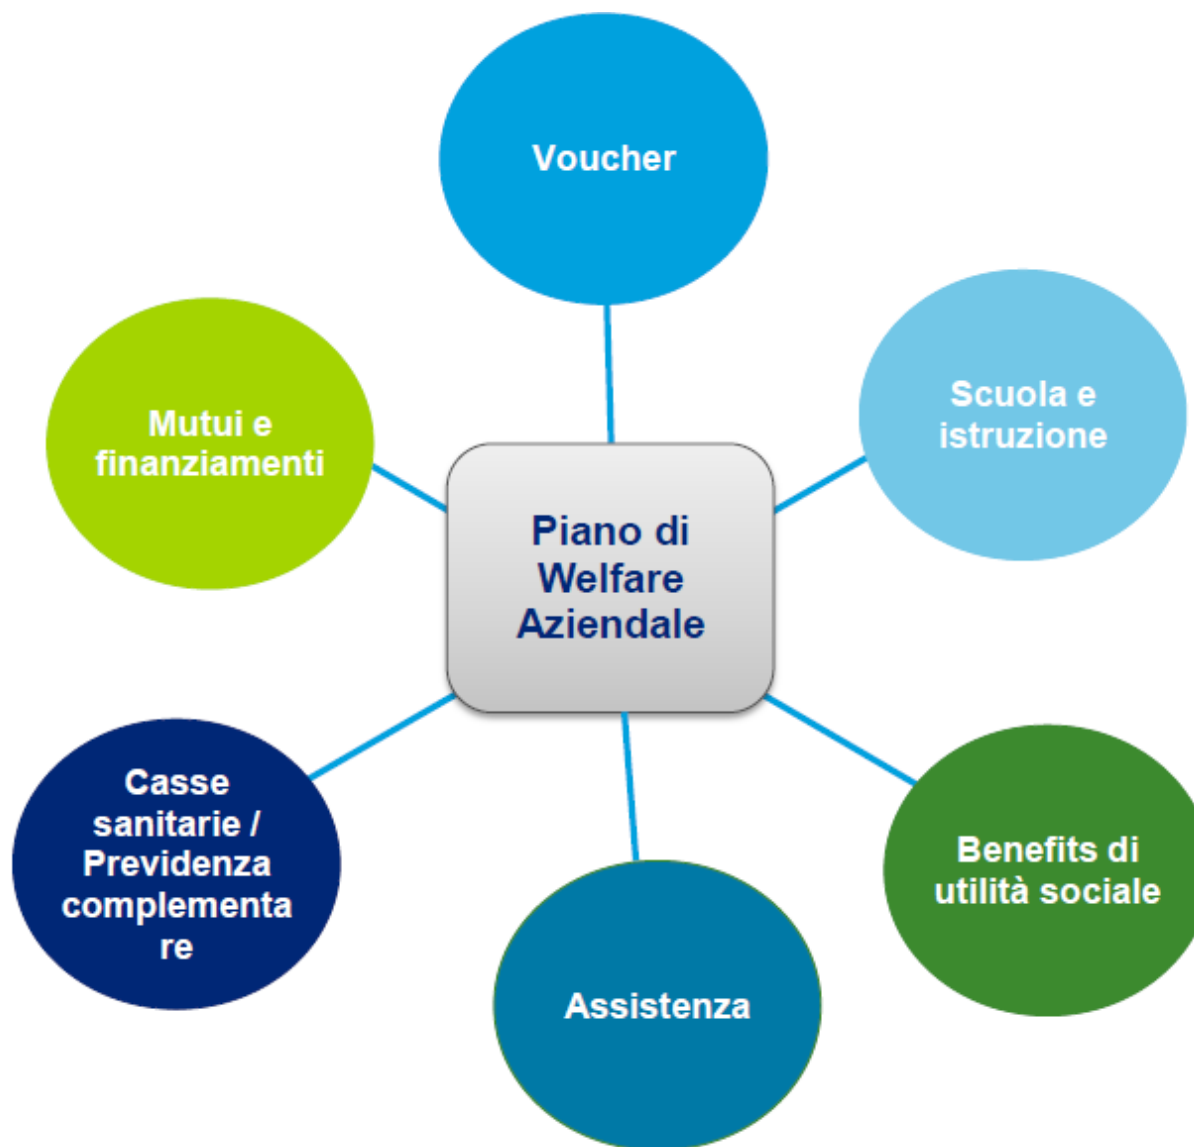 Voucher
Scuola e
istruzione
Mutui e
finanziamenti
Piano di
Welfare
Aziendale
Casse
sanitarie /
Previdenza
complementa
re
Benefits di
utilità sociale
Assistenza